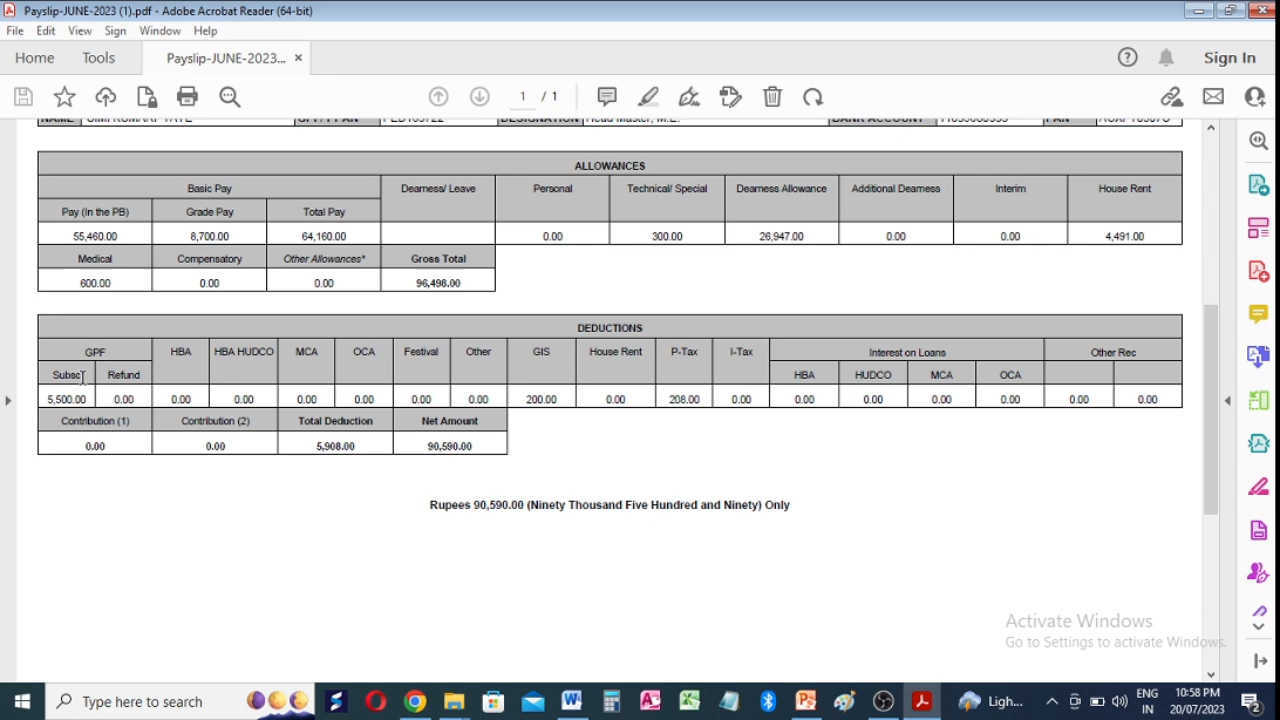 Payslip-JUNE-2023 (1).pdf - Adobe Acrobat Reader (64-bit)
File Edit View Sign Window Help
Home Tools Payslip-JUNE-2023... × Sign In
1 / 1
NAME DESIGNATION Head Master, M.E. BANK ACCOUNT PAN
ALLOWANCES
Basic Pay Dearness/ Leave Personal Technical/ Special Dearness Allowance Additional Dearness Interim House Rent
Pay (In the PB) Grade Pay Total Pay
55,460.00 8,700.00 64,160.00 0.00 300.00 26,947.00 0.00 0.00 4,491.00
Medical Compensatory Other Allowances* Gross Total
600.00 0.00 0.00 96,498.00
DEDUCTIONS
GPF HBA HBA HUDCO MCA OCA Festival Other GIS House Rent P-Tax I-Tax Interest on Loans Other Rec
Subsc Refund HBA HUDCO MCA OCA
5,500.00 0.00 0.00 0.00 0.00 0.00 0.00 0.00 200.00 0.00 208.00 0.00 0.00 0.00 0.00 0.00 0.00 0.00
Contribution (1) Contribution (2) Total Deduction Net Amount
0.00 0.00 5,908.00 90,590.00
Rupees 90,590.00 (Ninety Thousand Five Hundred and Ninety) Only
Activate Windows
Go to Settings to activate Windows.
Type here to search Ligh... ENG 10:58 PM
IN 20/07/2023 2